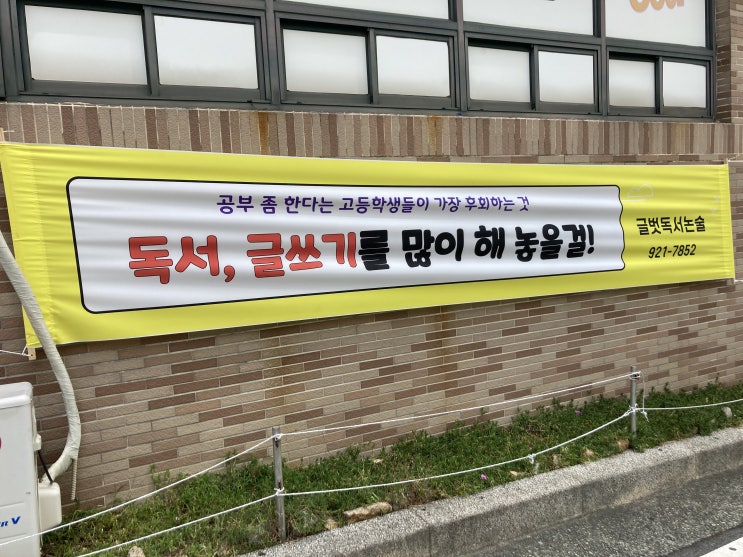 공부 좀 한다는 고등학생들이 가장 후회하는 것
독서, 글쓰기를 많이 해 놓을걸!
글벗독서논술
921-7852